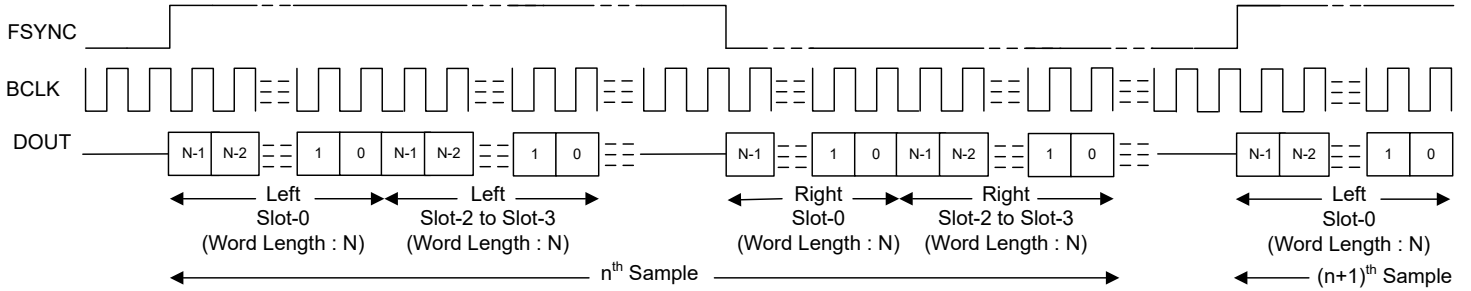 FSYNC
BCLK
DOUT
N-1 N-2 1 0 N-1 N-2 1 0 N-1 1 0 N-1 N-2 1 0 N-1 N-2 1 0
Left Left Right Right Left
Slot-0 Slot-2 to Slot-3 Slot-0 Slot-2 to Slot-3 Slot-0
(Word Length : N) (Word Length : N) (Word Length : N) (Word Length : N) (Word Length : N)
nth Sample (n+1)th Sample